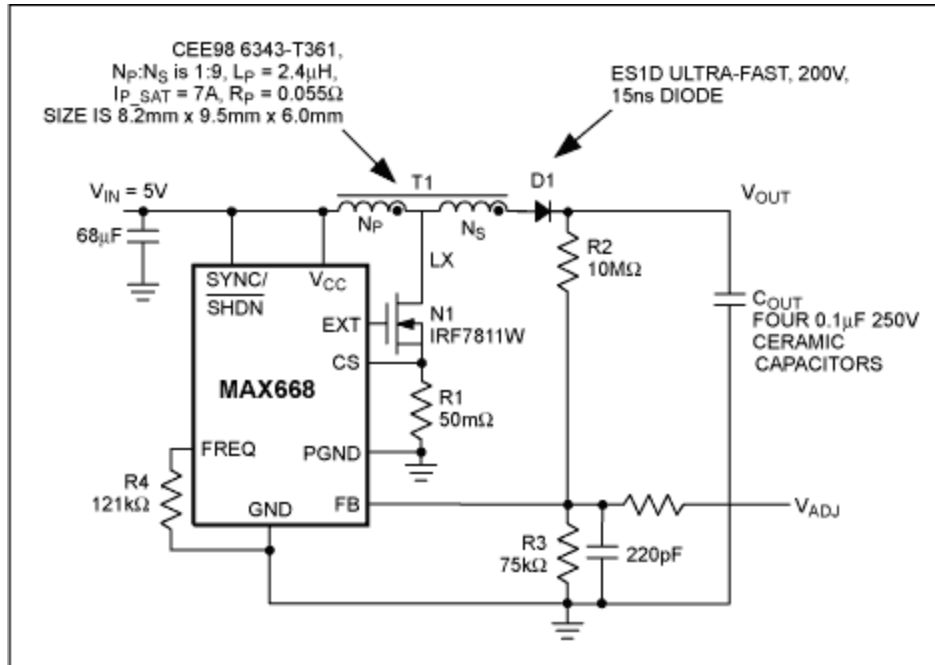 CEE98 6343-T361,
NP:NS is 1:9, LP = 2.4μH,
IP_SAT = 7A, RP = 0.055Ω
SIZE IS 8.2mm x 9.5mm x 6.0mm
ES1D ULTRA-FAST, 200V,
15ns DIODE
T1
D1
VIN = 5V
VOUT
NP
NS
68μF
R2
10MΩ
LX
SYNC/
SHDN
VCC
COUT
FOUR 0.1μF 250V
CERAMIC
CAPACITORS
EXT
N1
IRF7811W
CS
MAX668
R1
50mΩ
FREQ
PGND
R4
121kΩ
GND
FB
VADJ
R3
75kΩ
220pF